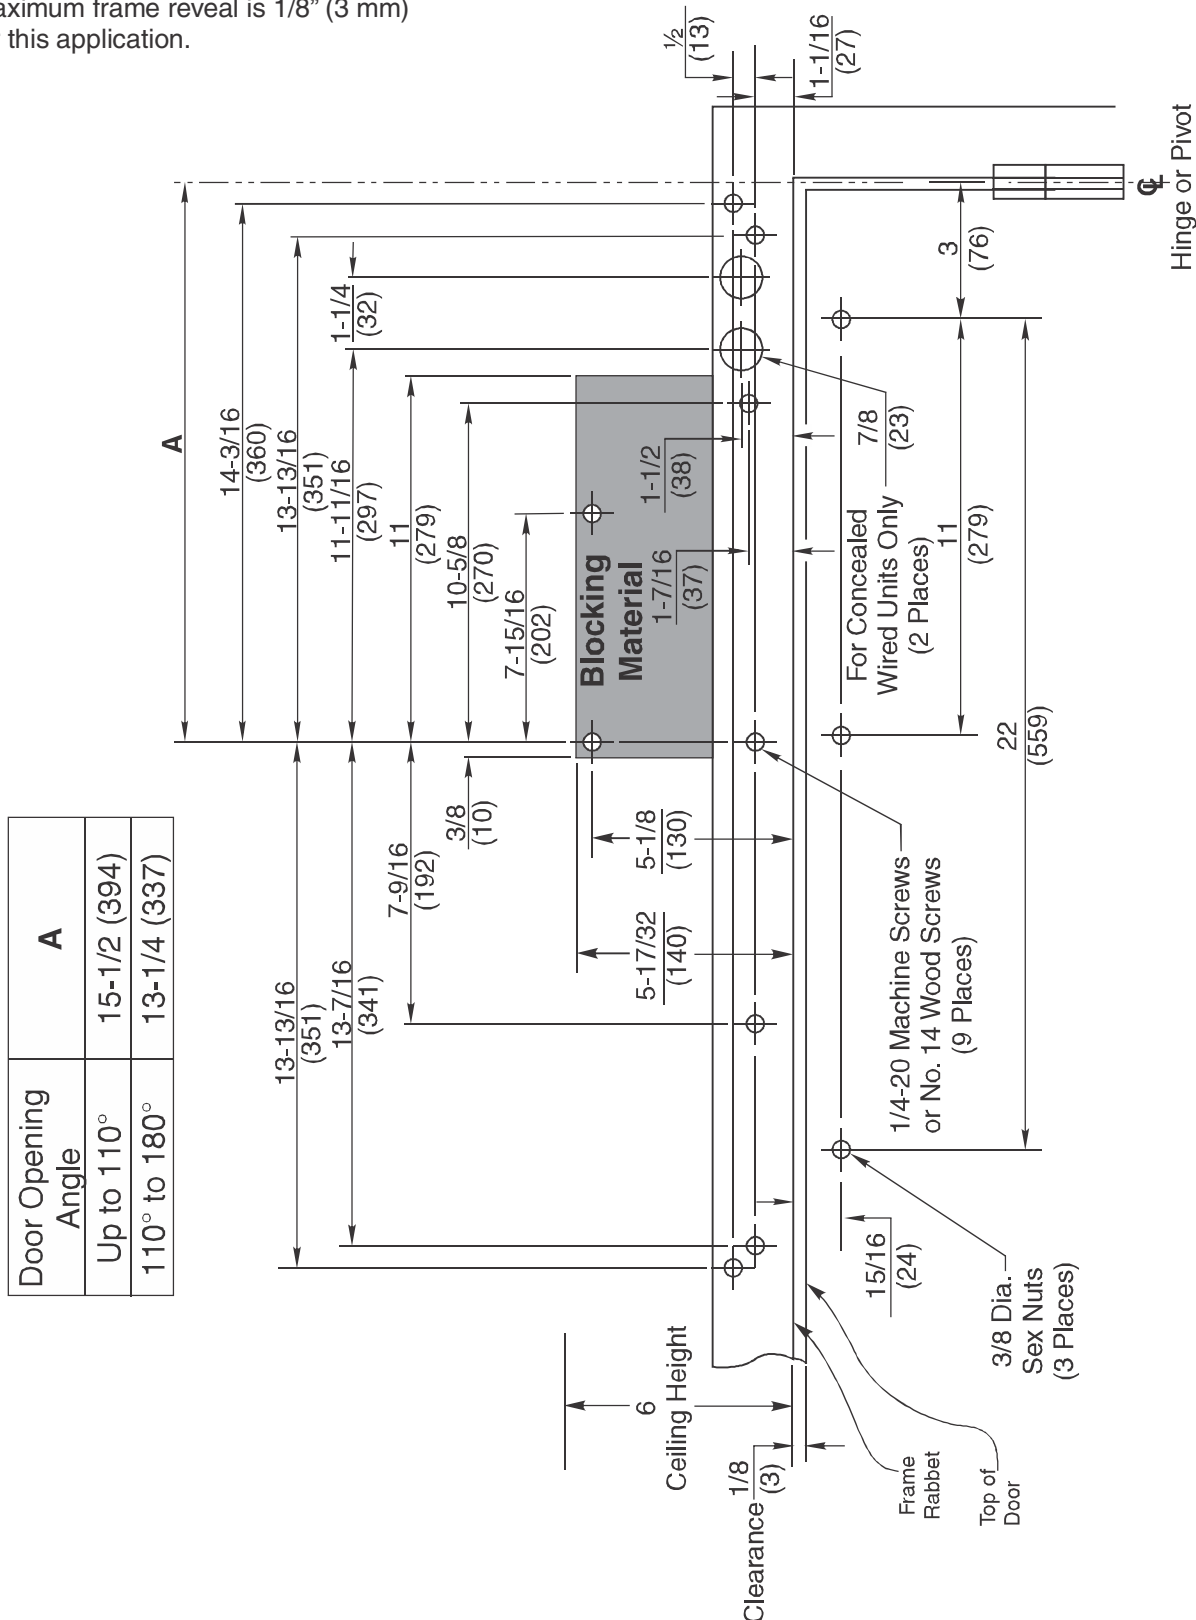 aximum frame reveal is 1/8” (3 mm)
this application.
Door Opening
Angle
A
Up to 110°
15-1/2 (394)
110° to 180°
13-1/4 (337)
A
14-3/16
(360)
13-13/16
(351)
1-1/4
(32)
11-11/16
(297)
11
(279)
10-5/8
(270)
7-15/16
(202)
13-13/16
(351)
13-7/16
(341)
7-9/16
(192)
3/8
(10)
Blocking
Material
1-1/2
(38)
1-7/16
(37)
5-1/8
(130)
5-17/32
(140)
½
(13)
1-1/16
(27)
7/8
(23)
For Concealed
Wired Units Only
(2 Places)
3
(76)
11
(279)
22
(559)
Hinge or Pivot
1/4-20 Machine Screws
or No. 14 Wood Screws
(9 Places)
15/16
(24)
3/8 Dia.
Sex Nuts
(3 Places)
6
Ceiling Height
Clearance
1/8
(3)
Frame
Rabbet
Top of
Door